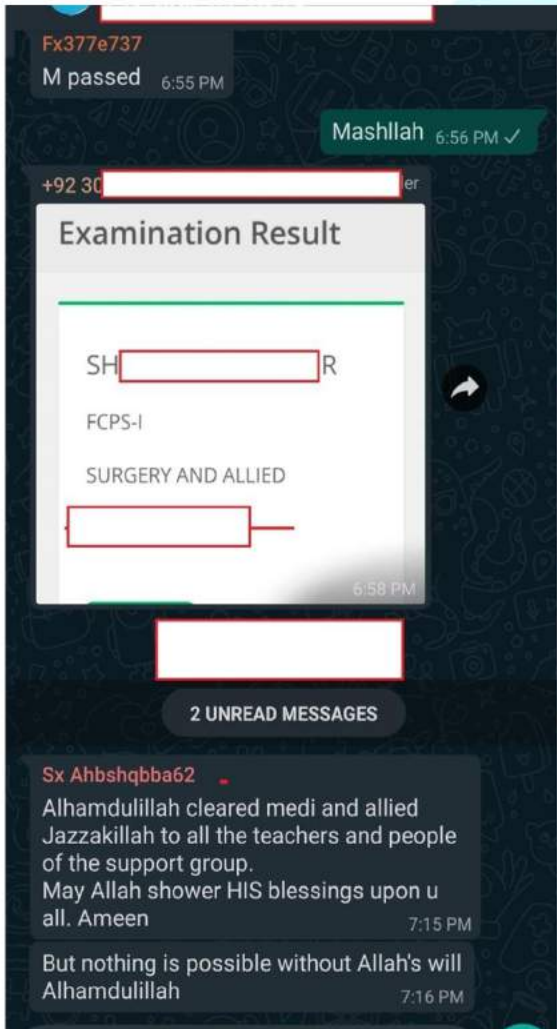 Fx377e737
M passed 6:55 PM
Mashllah 6:56 PM
+92 30 er
Examination Result
SH R
FCPS-I
SURGERY AND ALLIED
6:58 PM
2 UNREAD MESSAGES
Sx Ahbshqbba62
Alhamdulillah cleared medi and allied
Jazzakillah to all the teachers and people
of the support group.
May Allah shower HIS blessings upon u
all. Ameen 7:15 PM
But nothing is possible without Allah's will
Alhamdulillah 7:16 PM